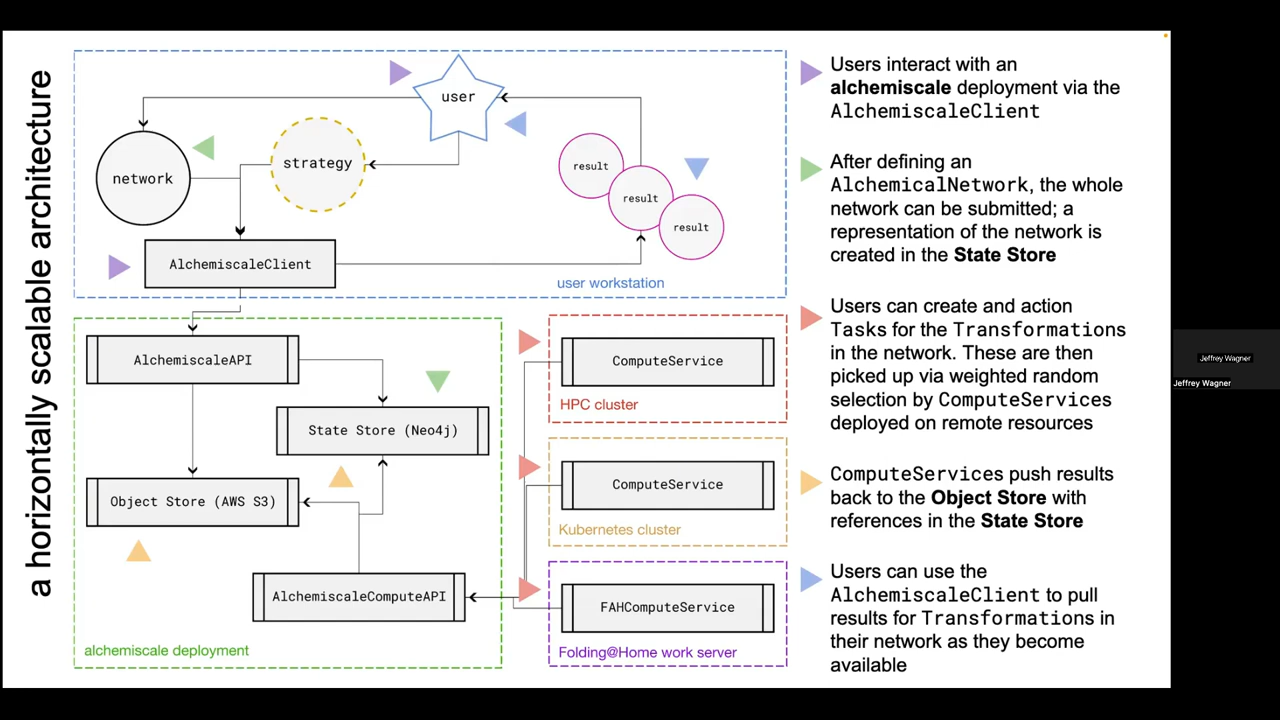 a horizontally scalable architecture
user
network
strategy
result
result
result
AlchemiscaleClient
user workstation
AlchemiscaleAPI
State Store (Neo4j)
Object Store (AWS S3)
AlchemiscaleComputeAPI
alchemiscale deployment
ComputeService
HPC cluster
ComputeService
Kubernetes cluster
FAHComputeService
Folding@Home work server
Users interact with an
alchemiscale deployment via the
AlchemiscaleClient
After defining an
AlchemicalNetwork, the whole
network can be submitted; a
representation of the network is
created in the State Store
Users can create and action
Tasks for the Transformations
in the network. These are then
picked up via weighted random
selection by ComputeServices
deployed on remote resources
ComputeServices push results
back to the Object Store with
references in the State Store
Users can use the
AlchemiscaleClient to pull
results for Transformations in
their network as they become
available
Jeffrey Wagner
Jeffrey Wagner